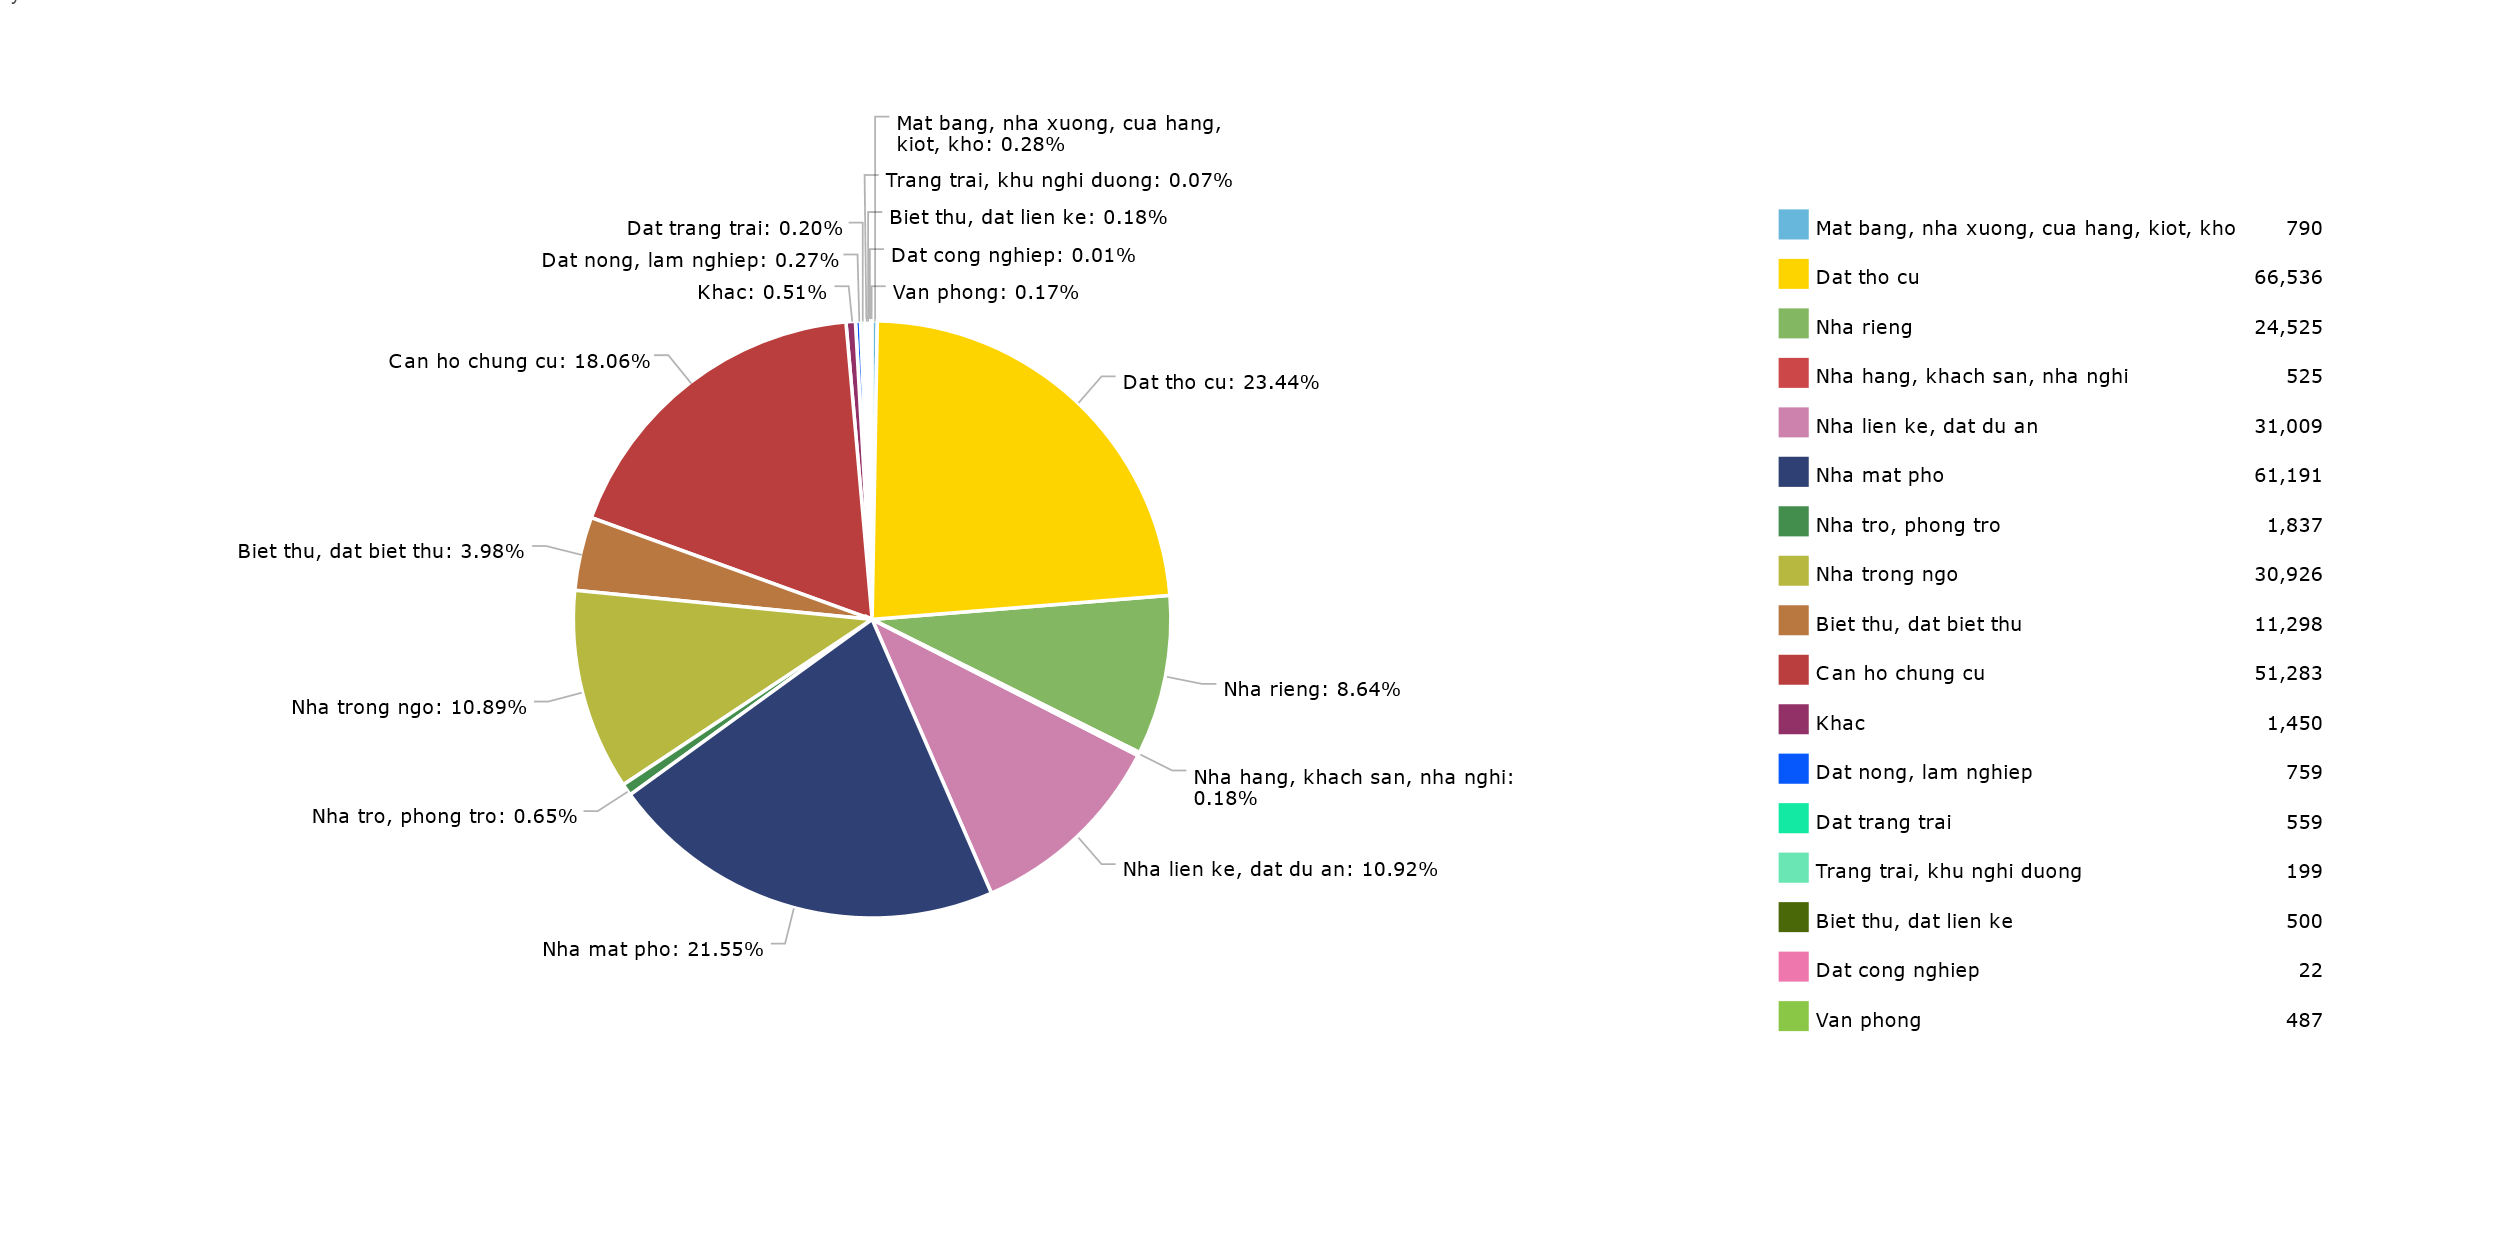 Mat bang, nha xuong, cua hang,
kiot, kho: 0.28%
Trang trai, khu nghi duong: 0.07%
Biet thu, dat lien ke: 0.18%
Dat trang trai: 0.20%
Dat cong nghiep: 0.01%
Dat nong, lam nghiep: 0.27%
Van phong: 0.17%
Khac: 0.51%
Can ho chung cu: 18.06%
Dat tho cu: 23.44%
Biet thu, dat biet thu: 3.98%
Nha rieng: 8.64%
Nha trong ngo: 10.89%
Nha hang, khach san, nha nghi:
0.18%
Nha tro, phong tro: 0.65%
Nha lien ke, dat du an: 10.92%
Nha mat pho: 21.55%
Mat bang, nha xuong, cua hang, kiot, kho 790
Dat tho cu 66,536
Nha rieng 24,525
Nha hang, khach san, nha nghi 525
Nha lien ke, dat du an 31,009
Nha mat pho 61,191
Nha tro, phong tro 1,837
Nha trong ngo 30,926
Biet thu, dat biet thu 11,298
Can ho chung cu 51,283
Khac 1,450
Dat nong, lam nghiep 759
Dat trang trai 559
Trang trai, khu nghi duong 199
Biet thu, dat lien ke 500
Dat cong nghiep 22
Van phong 487